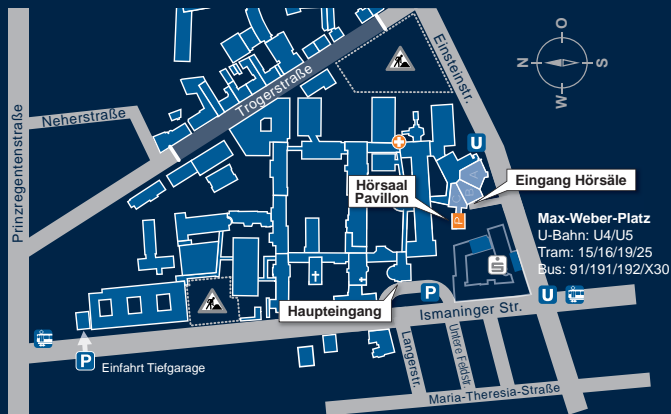 O
N
S
W
Einsteinstr.
Trogerstraße
Neherstraße
Prinzregentenstraße
U
A
B
C
P
Hörsaal
Pavillon
Eingang Hörsäle
Max-Weber-Platz
U-Bahn: U4/U5
Tram: 15/16/19/25
Bus: 91/191/192/X30
S
Haupteingang
P
U
Ismaninger Str.
Langerstr.
Untere Feldstr.
Maria-Theresia-Straße
P
Einfahrt Tiefgarage